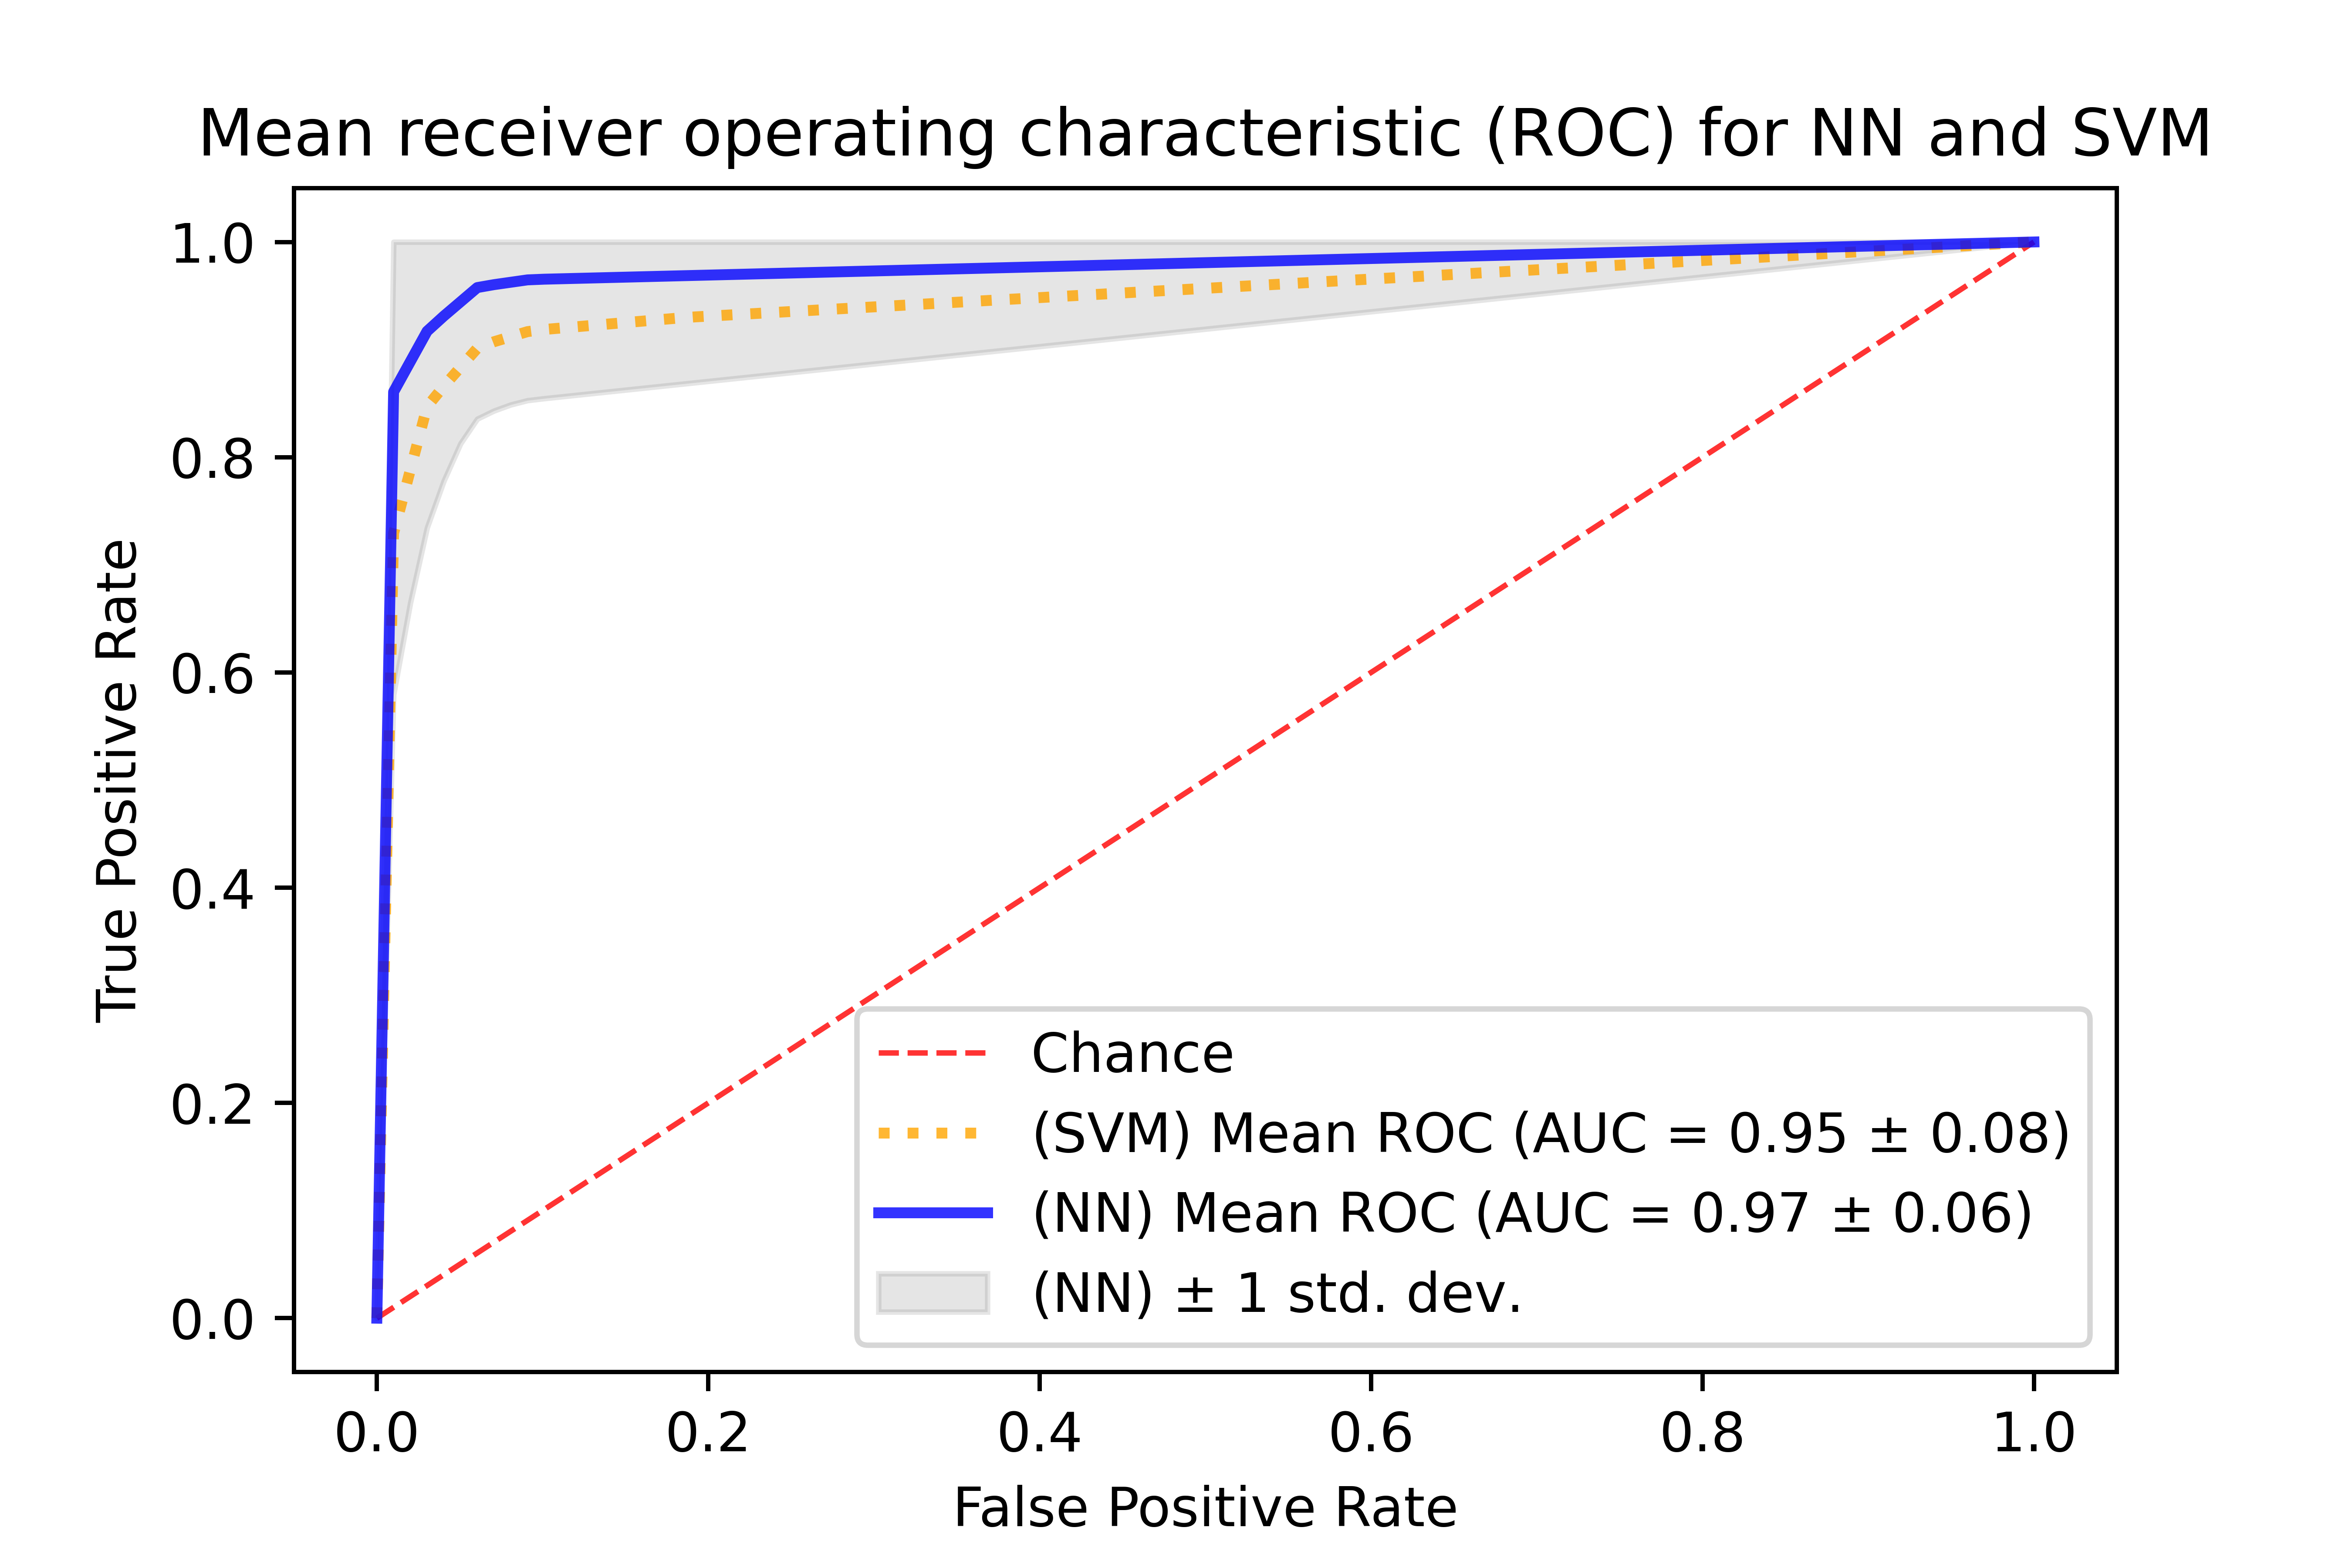 Mean receiver operating characteristic (ROC) for NN and SVM
1.0
0.8
0.6
0.4
0.2
0.0
True Positive Rate
Chance
(SVM) Mean ROC (AUC = 0.95 ± 0.08)
(NN) Mean ROC (AUC = 0.97 ± 0.06)
(NN) ± 1 std. dev.
0.0 0.2 0.4 0.6 0.8 1.0
False Positive Rate